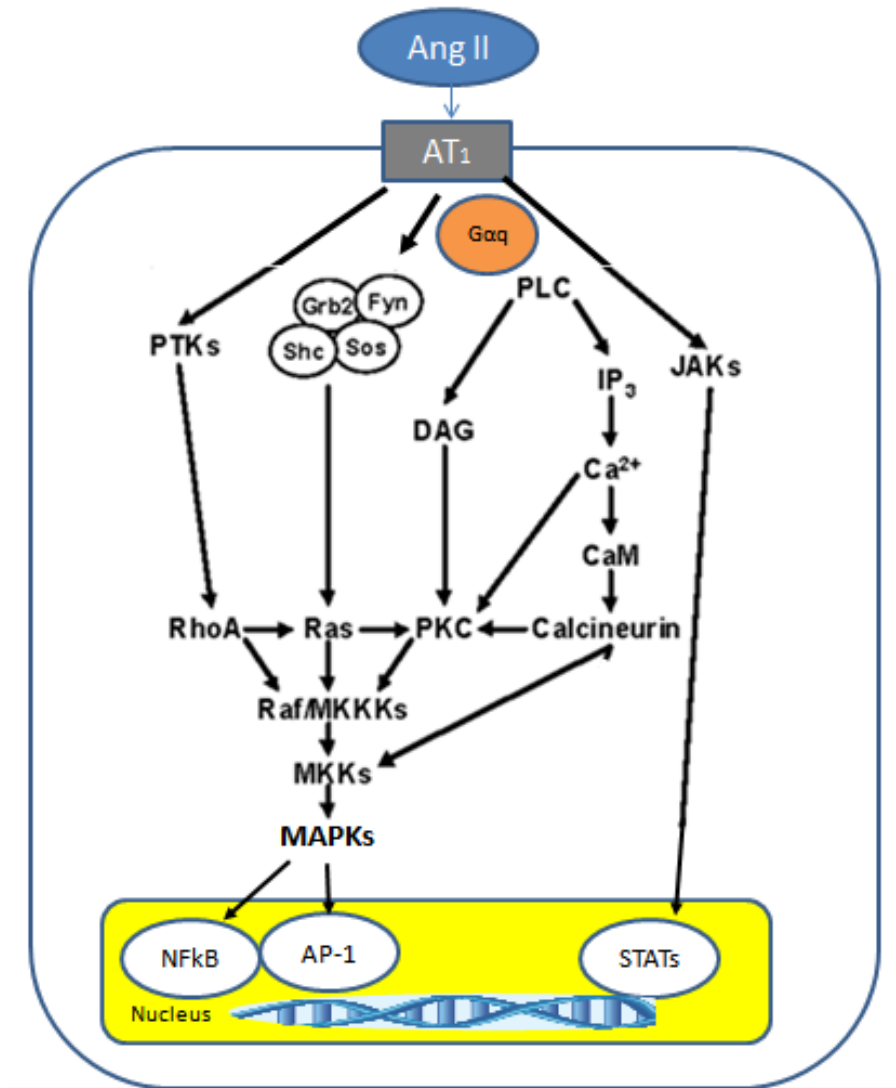 Ang II
AT₁
Gαq
Grb2 Fyn
Shc Sos
PLC
PTKs
JAKs
IP₃
DAG
Ca²⁺
CaM
RhoA Ras PKC Calcineurin
Raf/MKKKs
MKKs
MAPKs
NFkB AP-1 STATs
Nucleus